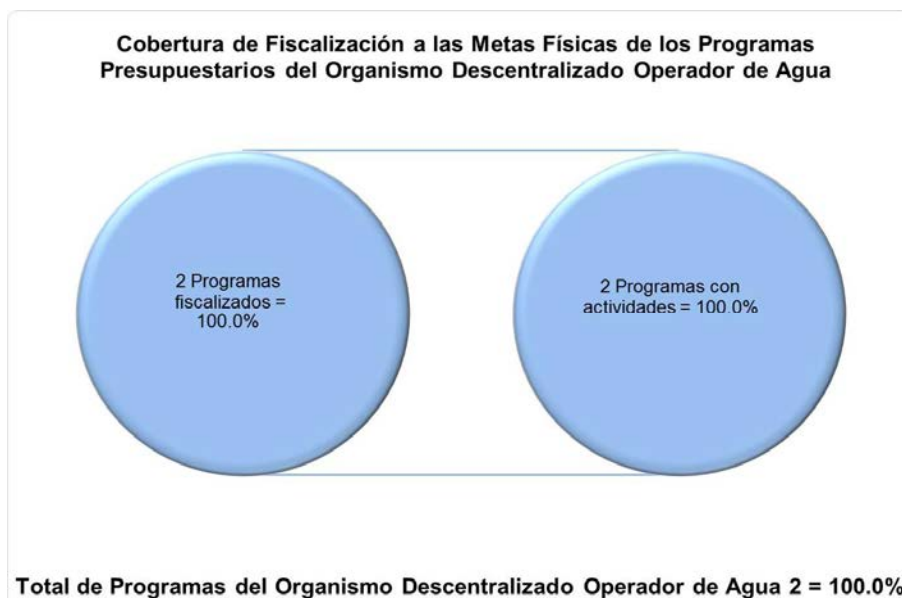 Cobertura de Fiscalización a las Metas Físicas de los Programas
Presupuestarios del Organismo Descentralizado Operador de Agua
2 Programas
fiscalizados =
100.0%
2 Programas con
actividades = 100.0%
Total de Programas del Organismo Descentralizado Operador de Agua 2 = 100.0%